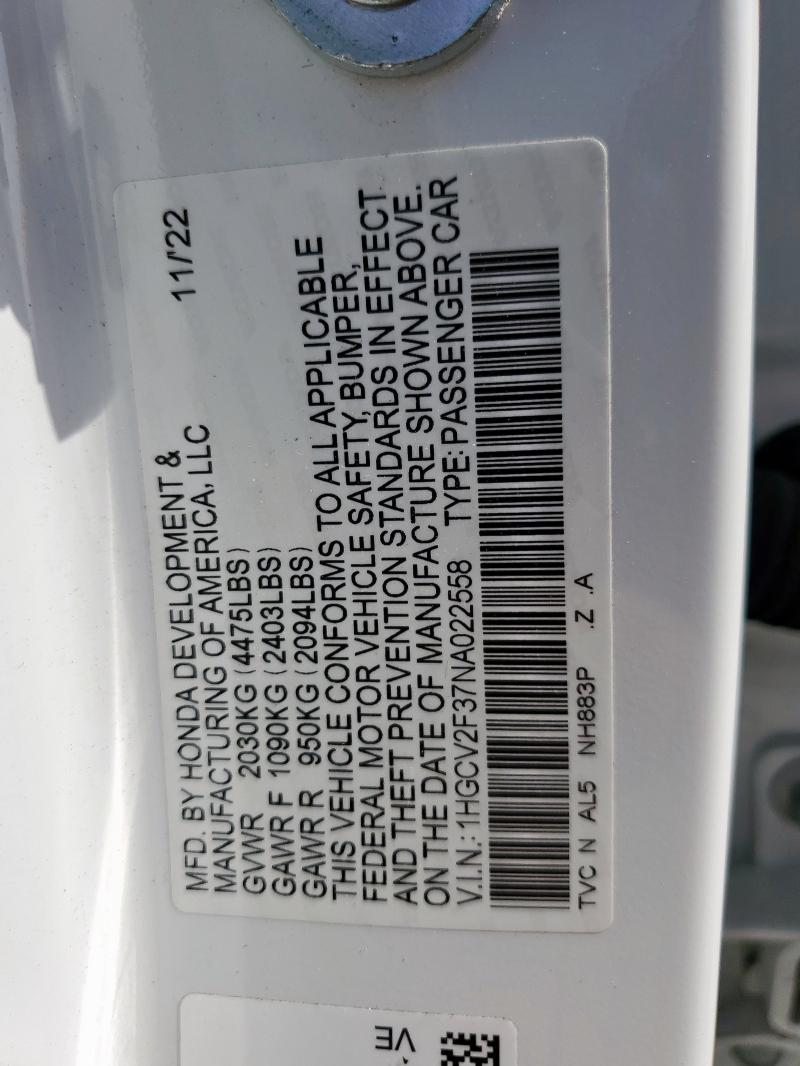 MFD. BY HONDA DEVELOPMENT &
MANUFACTURING OF AMERICA, LLC 11/'22
GVWR 2030KG (4475LBS)
GAWR F 1090KG (2403LBS)
GAWR R 950KG (2094LBS)
THIS VEHICLE CONFORMS TO ALL APPLICABLE
FEDERAL MOTOR VEHICLE SAFETY, BUMPER,
AND THEFT PREVENTION STANDARDS IN EFFECT
ON THE DATE OF MANUFACTURE SHOWN ABOVE.
V.I.N.: 1HGCV2F37NA022558 TYPE: PASSENGER CAR
TVC N AL5 NH883P .Z .A
VE